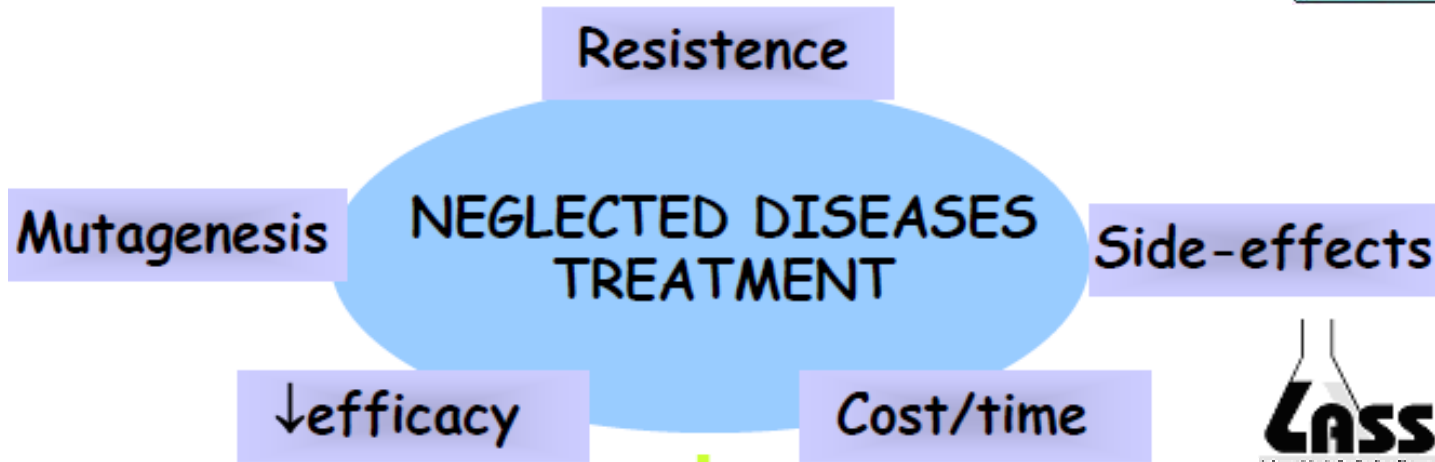 Resistence
Mutagenesis
NEGLECTED DISEASES
TREATMENT
Side-effects
↓efficacy
Cost/time
LASS